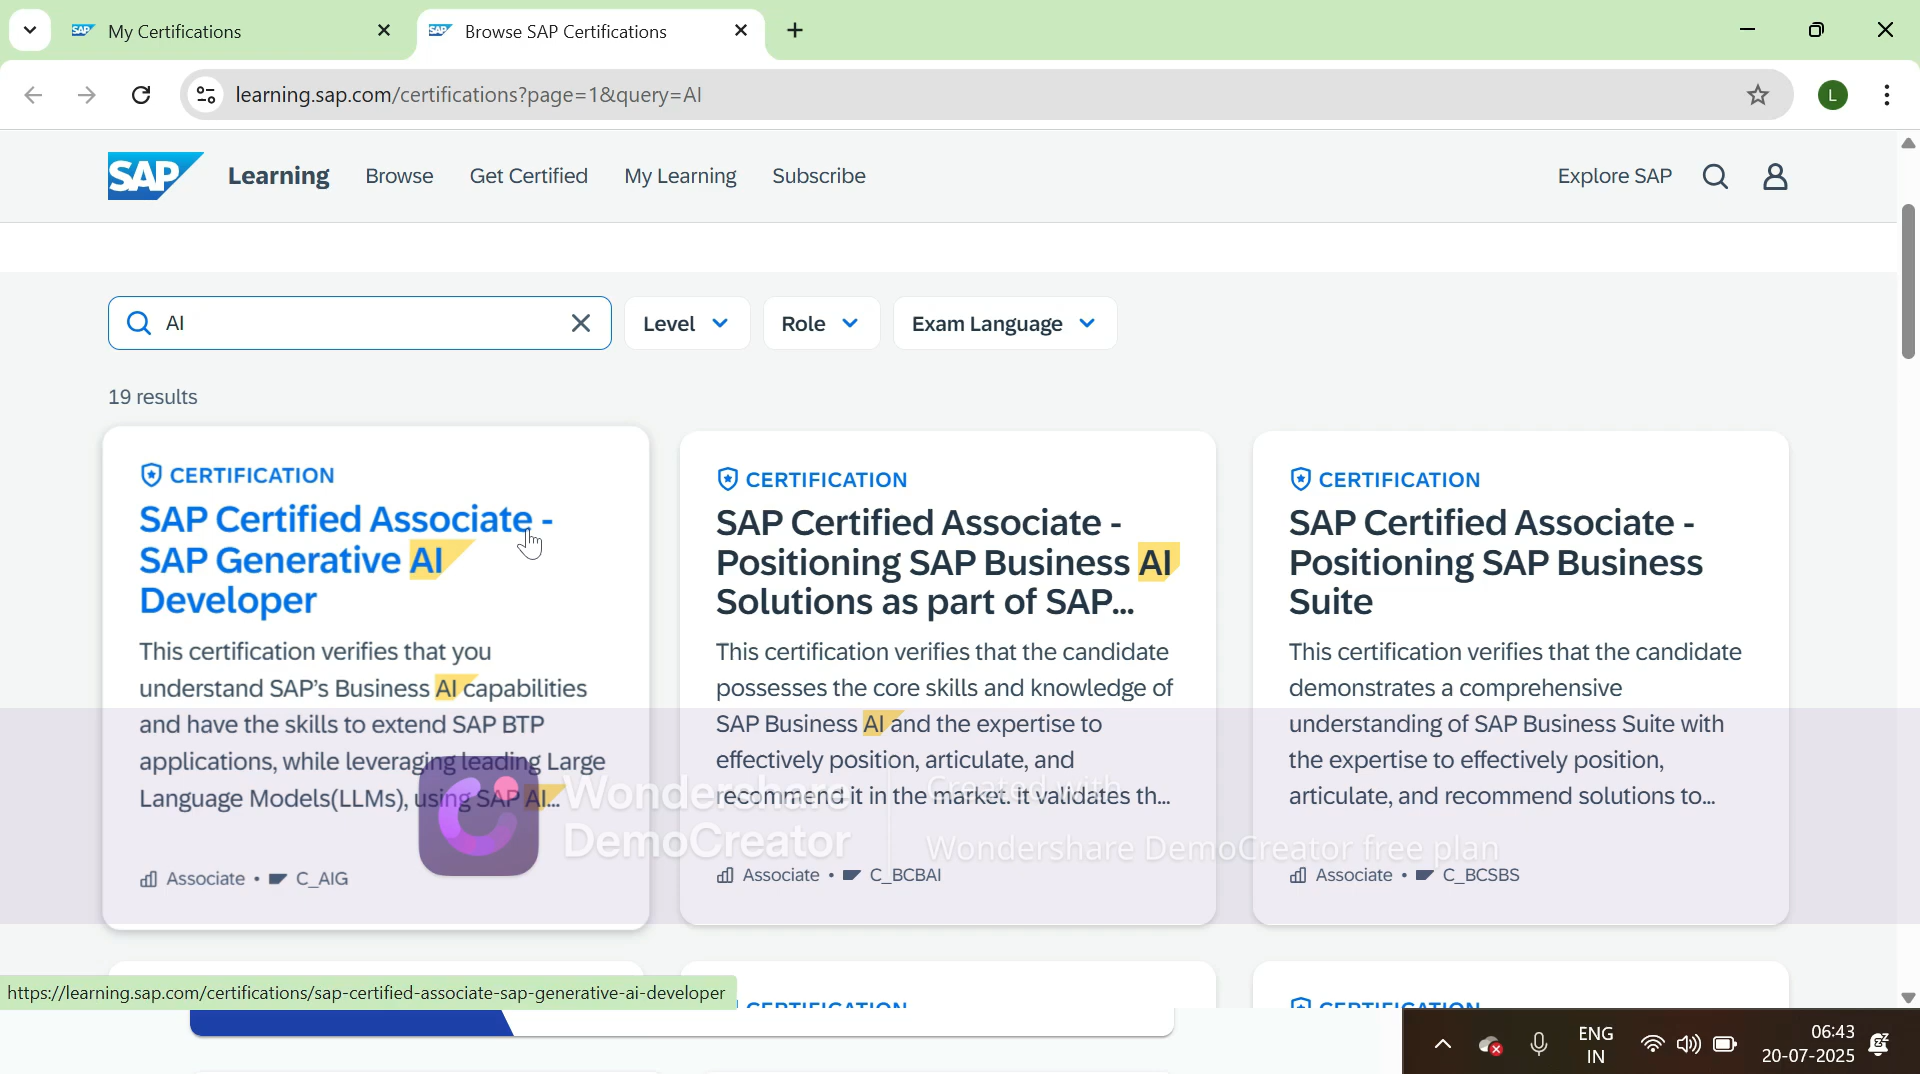 My Certifications
Browse SAP Certifications
learning.sap.com/certifications?page=1&query=AI
L
SAP Learning Browse Get Certified My Learning Subscribe Explore SAP
AI
Level
Role
Exam Language
19 results
CERTIFICATION
SAP Certified Associate -
SAP Generative AI
Developer
This certification verifies that you
understand SAP's Business AI capabilities
and have the skills to extend SAP BTP
applications, while leveraging leading Large
Language Models(LLMs), using SAP AI...
Associate • C_AIG
CERTIFICATION
SAP Certified Associate -
Positioning SAP Business AI
Solutions as part of SAP...
This certification verifies that the candidate
possesses the core skills and knowledge of
SAP Business AI and the expertise to
effectively position, articulate, and
recommend it in the market. It validates th...
Associate • C_BCBAI
CERTIFICATION
SAP Certified Associate -
Positioning SAP Business
Suite
This certification verifies that the candidate
demonstrates a comprehensive
understanding of SAP Business Suite with
the expertise to effectively position,
articulate, and recommend solutions to...
Associate • C_BCSBS
Wondershare
DemoCreator
Created with
Wondershare DemoCreator free plan
https://learning.sap.com/certifications/sap-certified-associate-sap-generative-ai-developer
CERTIFICATION
CERTIFICATION
ENG
IN
06:43
20-07-2025